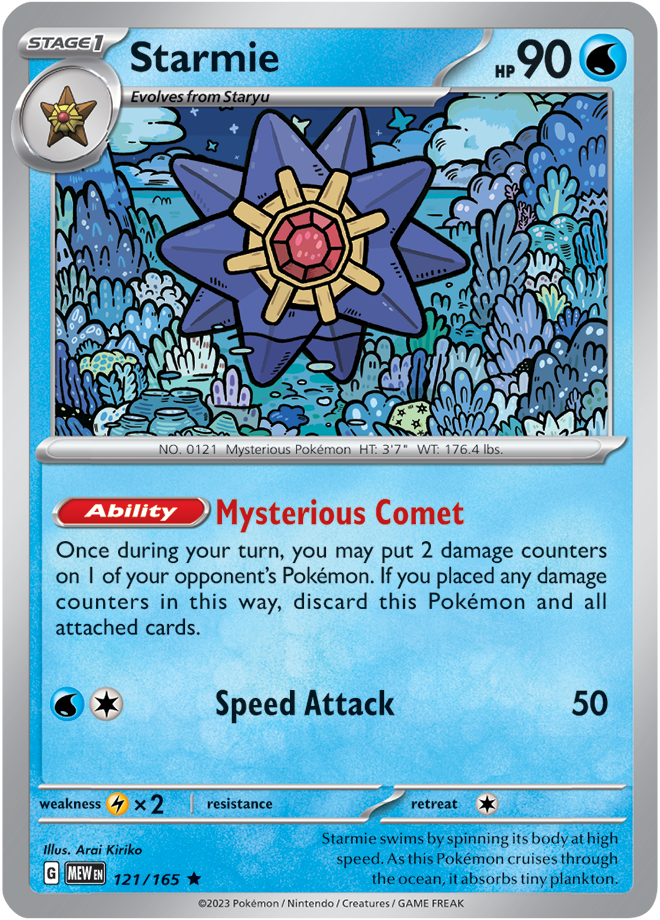 STAGE1
Starmie
HP 90
Evolves from Staryu
NO. 0121 Mysterious Pokémon HT: 3'7" WT: 176.4 lbs.
Ability Mysterious Comet
Once during your turn, you may put 2 damage counters
on 1 of your opponent's Pokémon. If you placed any damage
counters in this way, discard this Pokémon and all
attached cards.
Speed Attack 50
weakness ×2 resistance retreat
Illus. Arai Kiriko
Starmie swims by spinning its body at high
speed. As this Pokémon cruises through
the ocean, it absorbs tiny plankton.
G MEW EN 121/165 ★
©2023 Pokémon / Nintendo / Creatures / GAME FREAK